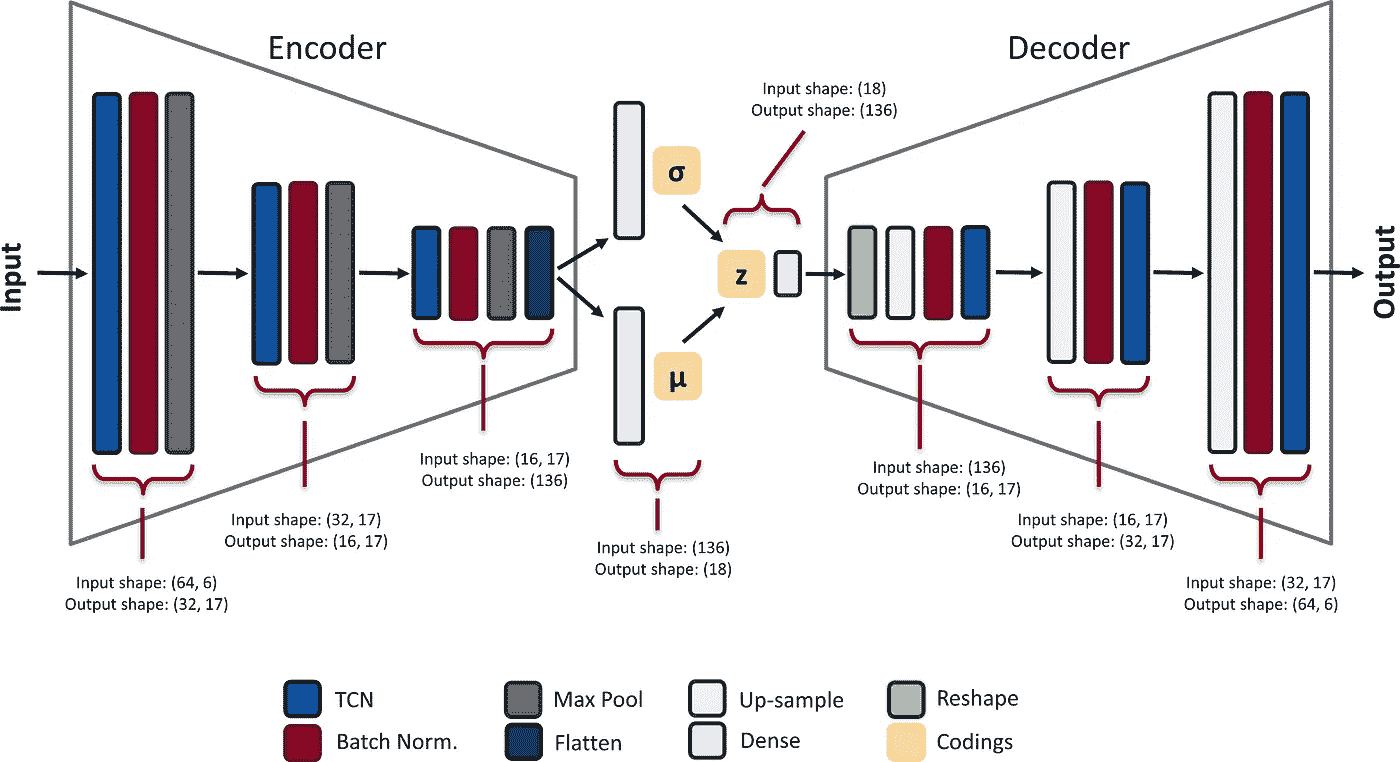 Encoder
Decoder
Input shape: (18)
Output shape: (136)
σ
Input
z
Output
μ
Input shape: (16, 17)
Output shape: (136)
Input shape: (136)
Output shape: (16, 17)
Input shape: (32, 17)
Output shape: (16, 17)
Input shape: (16, 17)
Output shape: (32, 17)
Input shape: (136)
Output shape: (18)
Input shape: (64, 6)
Output shape: (32, 17)
Input shape: (32, 17)
Output shape: (64, 6)
TCN
Max Pool
Up-sample
Reshape
Batch Norm.
Flatten
Dense
Codings